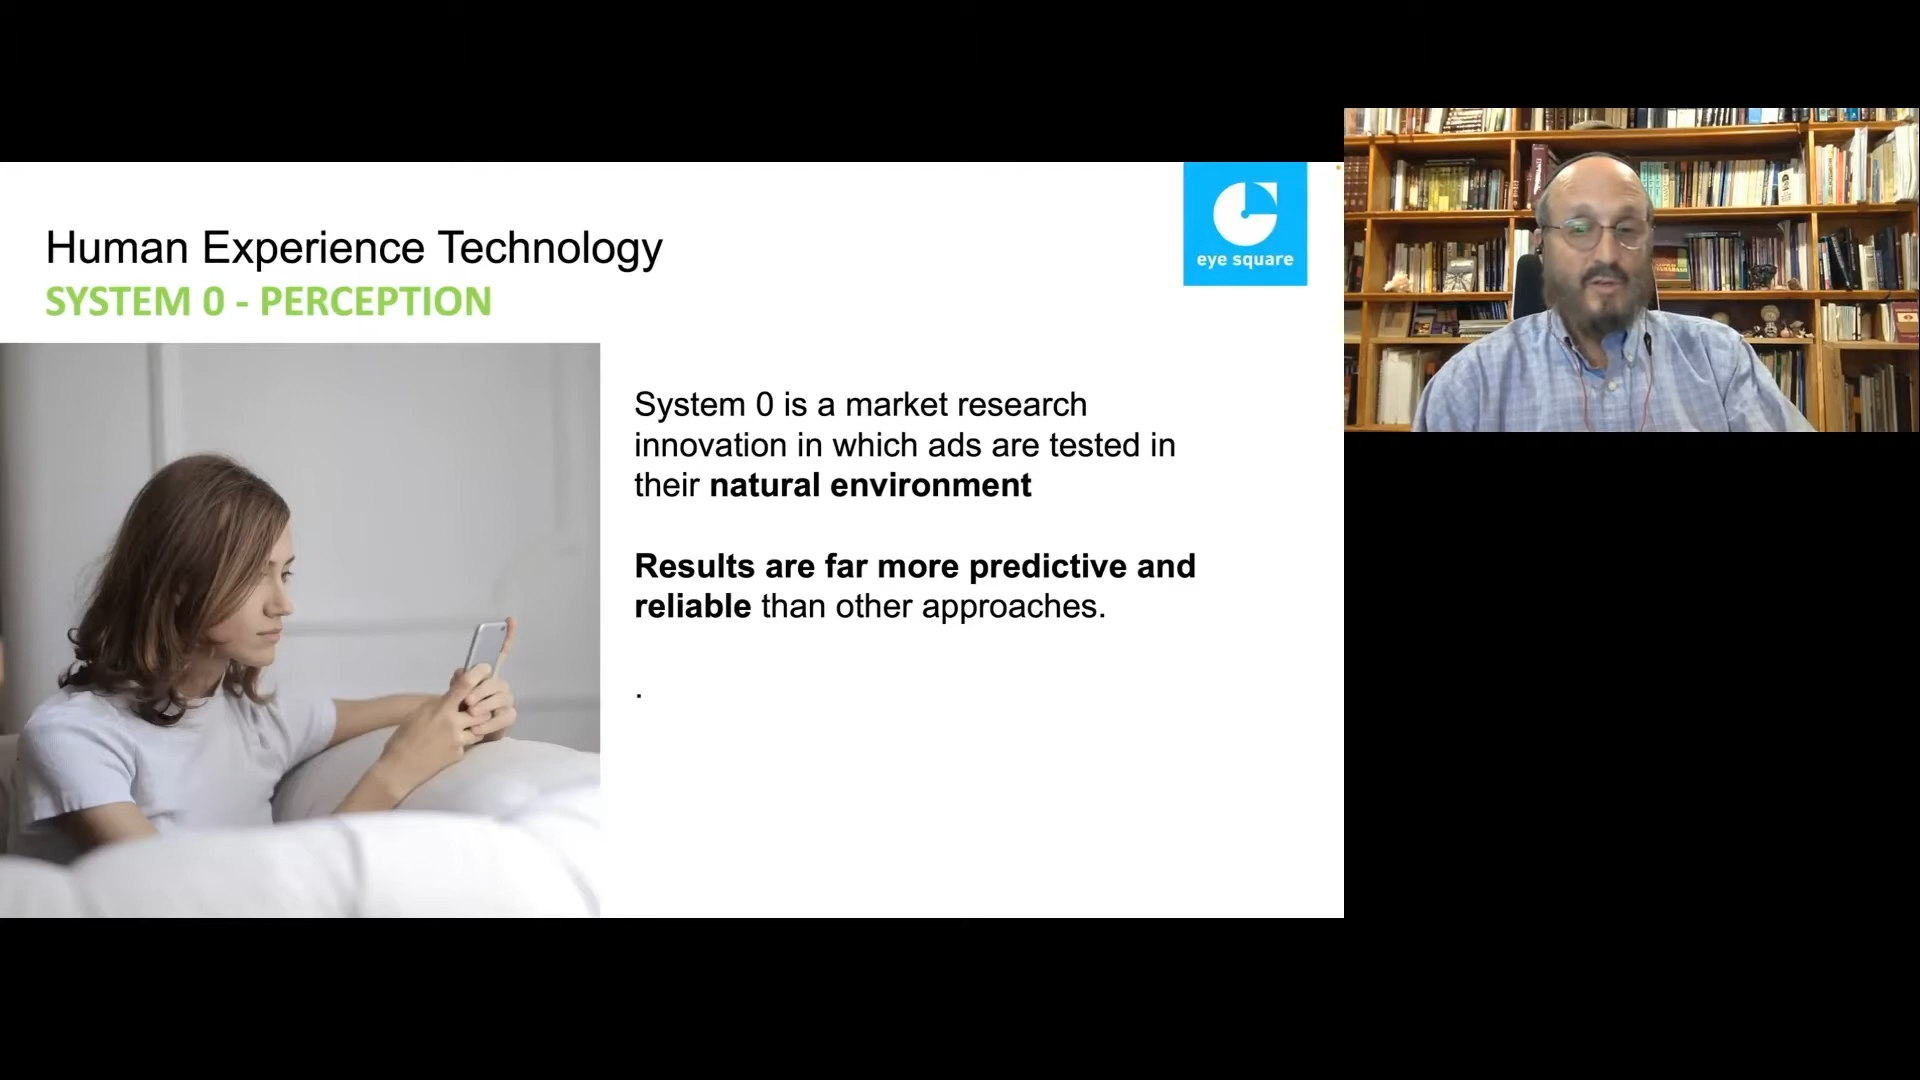 Human Experience Technology
SYSTEM 0 - PERCEPTION
eye square
System 0 is a market research
innovation in which ads are tested in
their natural environment
Results are far more predictive and
reliable than other approaches.
.